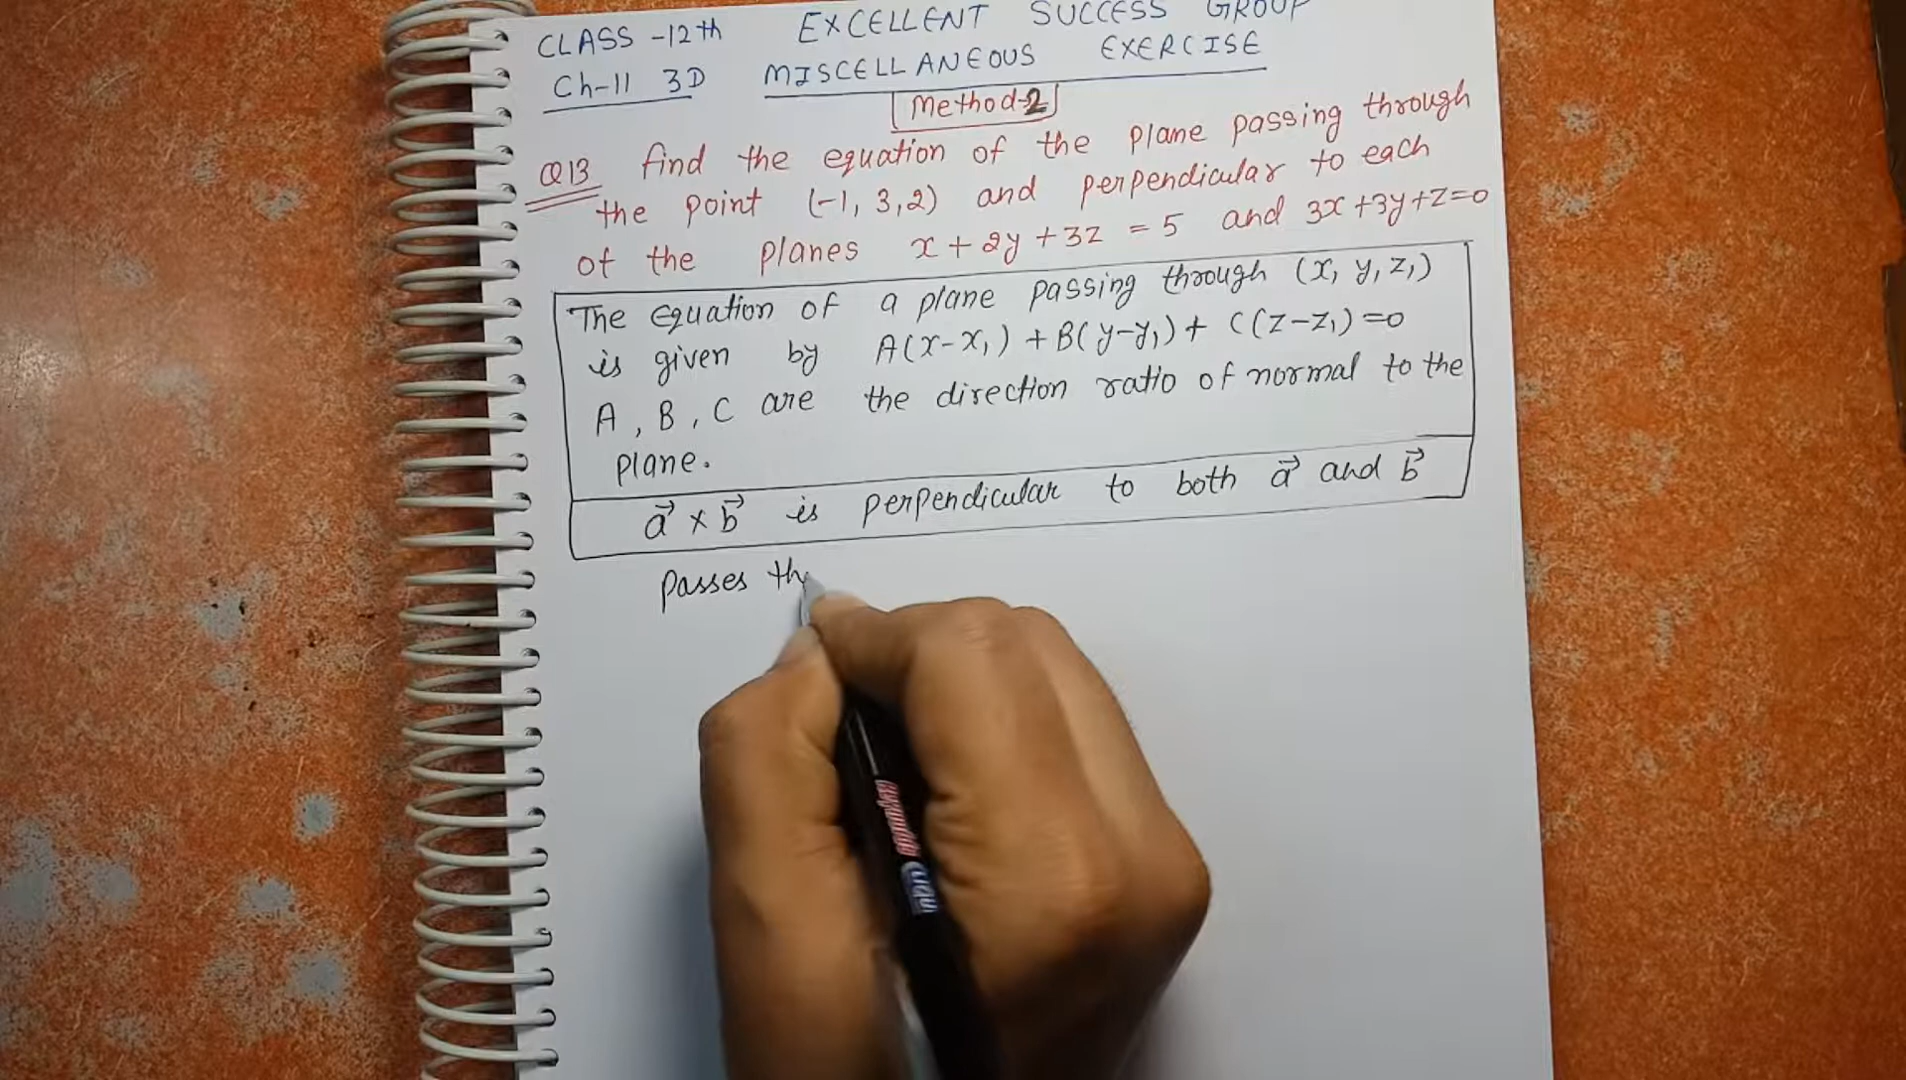 CLASS -12th EXCELLENT SUCCESS GROUP
Ch-11 3D MISCELLANEOUS EXERCISE
Method-2
Q13 find the equation of the plane passing through
the point (-1, 3, 2) and perpendicular to each
of the planes x + 2y + 3z = 5 and 3x + 3y + z = 0
The equation of a plane passing through (x, y, z₁)
is given by A(x-x₁) + B(y-y₁) + C(z-z₁) = 0
A, B, C are the direction ratio of normal to the
plane.
a⃗ × b⃗ is perpendicular to both a⃗ and b⃗
Passes th